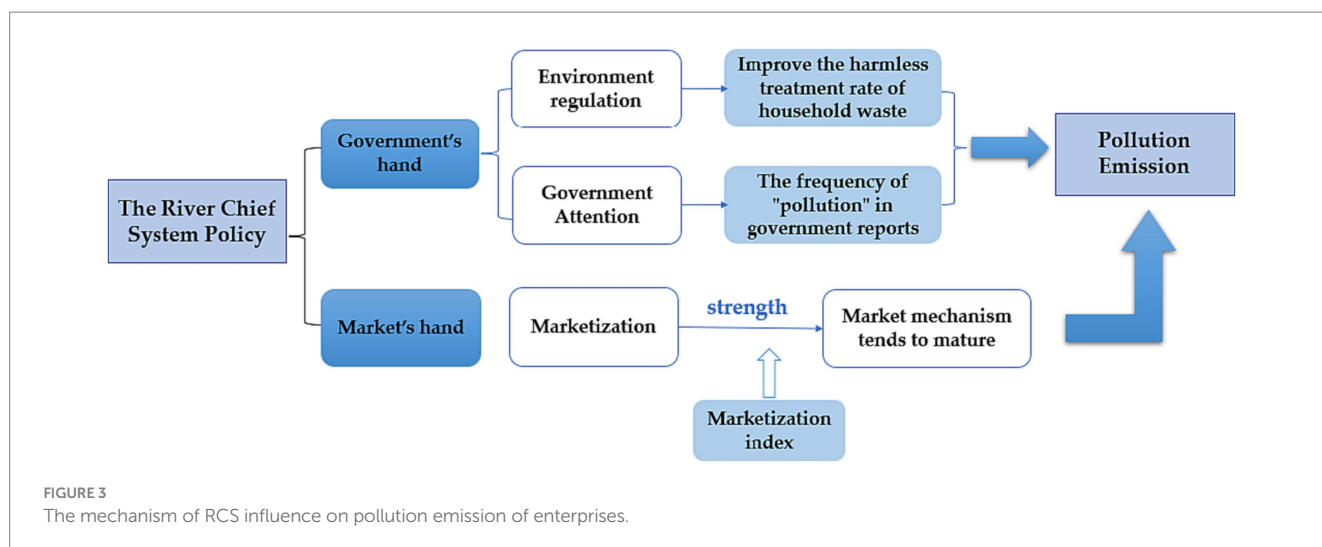 The River Chief
System Policy
Government's
hand
Market's hand
Environment
regulation
Government
Attention
Marketization
Improve the harmless
treatment rate of
household waste
The frequency of
"pollution" in
government reports
strength
Market mechanism
tends to mature
Marketization
index
Pollution
Emission
FIGURE 3
The mechanism of RCS influence on pollution emission of enterprises.